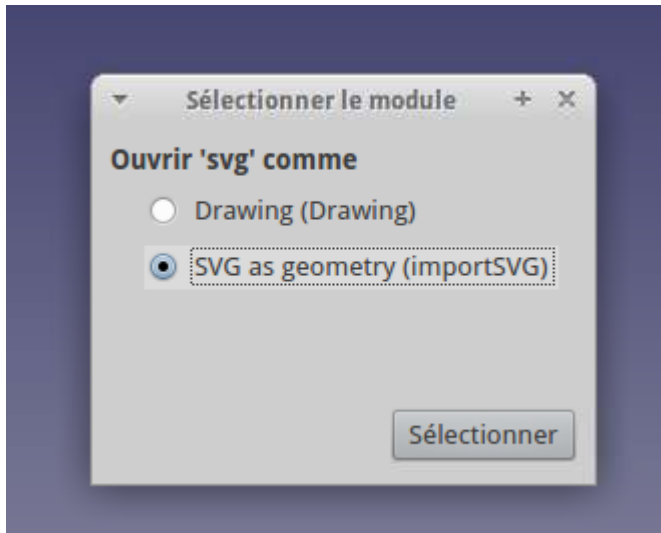 Sélectionner le module
Ouvrir 'svg' comme
Drawing (Drawing)
SVG as geometry (importSVG)
Sélectionner